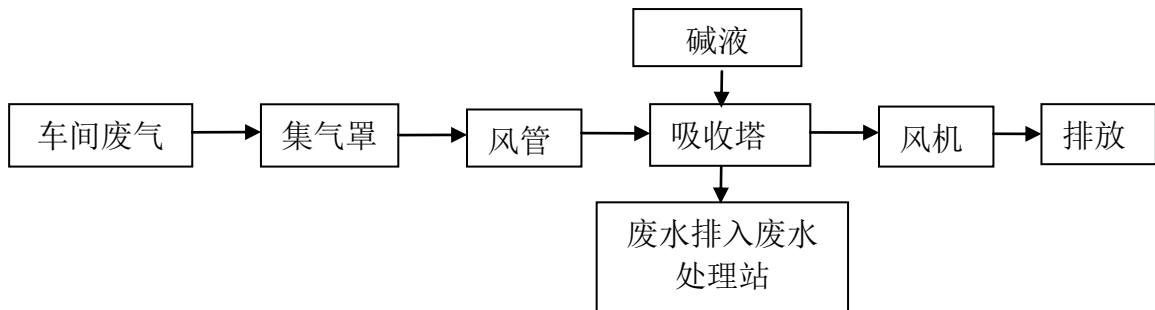 碱液
车间废气
集气罩
风管
吸收塔
风机
排放
废水排入废水
处理站